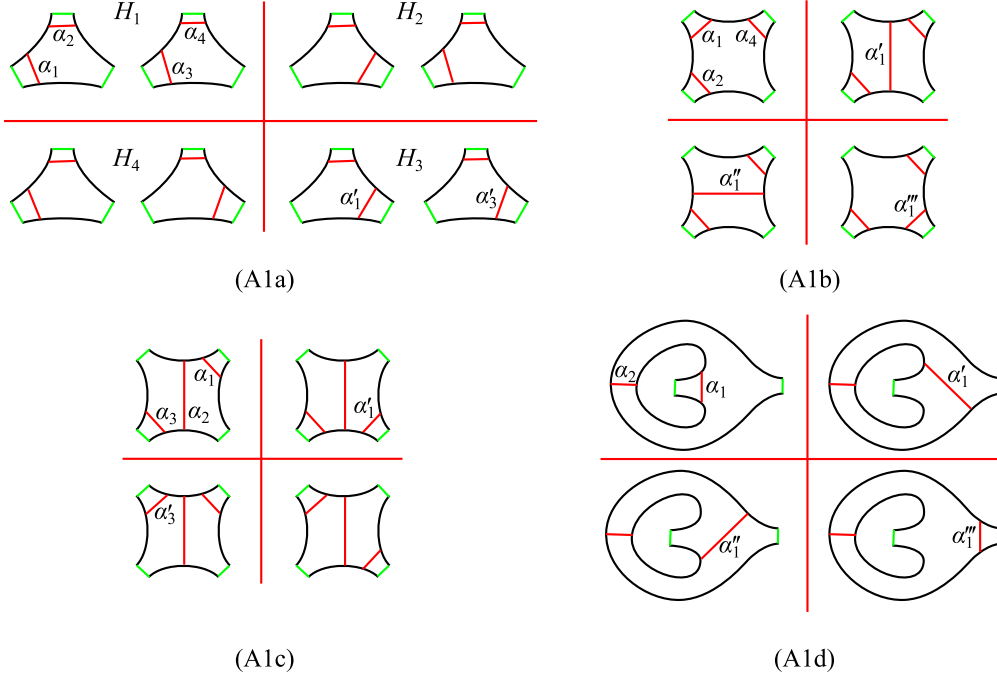 H₁ H₂
α₂ α₄
α₁ α₃
H₄ H₃
α′₁ α′₃
(A1a)
α₁ α₄ α′₁
α₂
α″₁ α‴₁
(A1b)
α₁
α₃ α₂ α′₁
α′₃
(A1c)
α₂ α₁ α′₁
α″₁ α‴₁
(A1d)